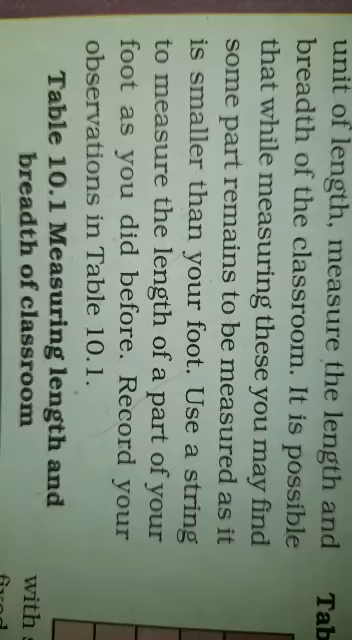 unit of length, measure the length and
breadth of the classroom. It is possible
that while measuring these you may find
some part remains to be measured as it
is smaller than your foot. Use a string
to measure the length of a part of your
foot as you did before. Record your
observations in Table 10.1.
Table 10.1 Measuring length and
breadth of classroom
Tab
with